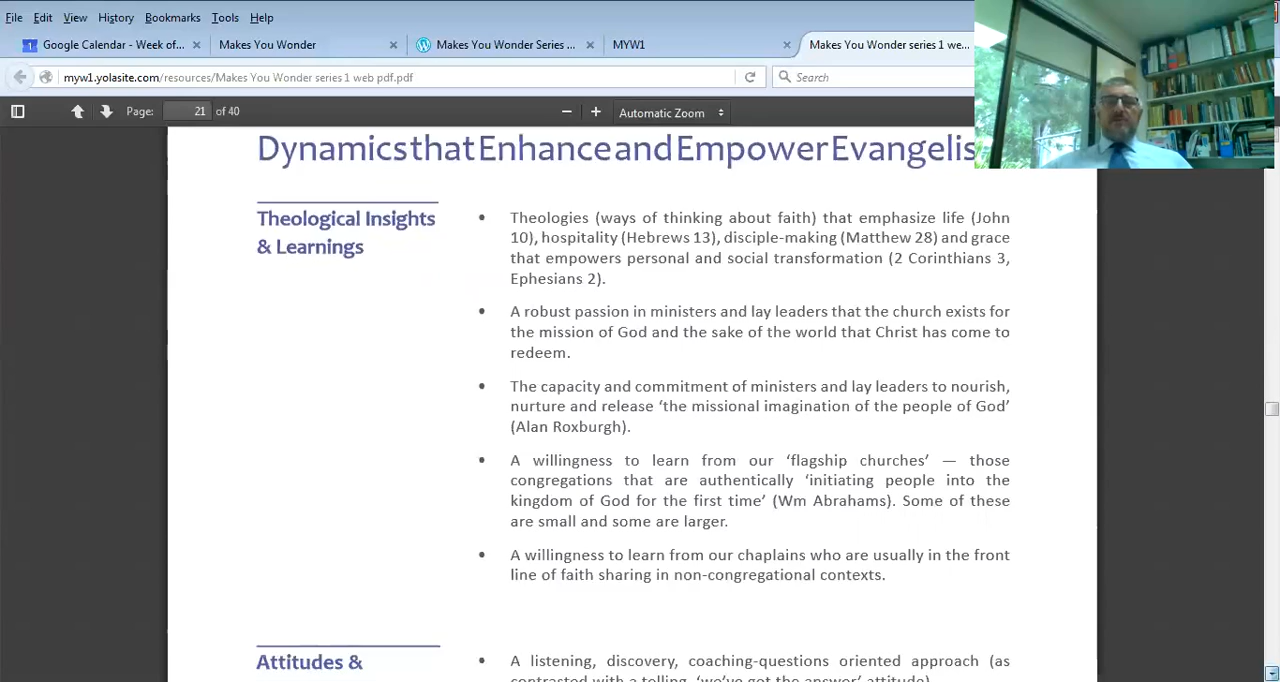 File Edit View History Bookmarks Tools Help
Google Calendar - Week of... × Makes You Wonder × Makes You Wonder Series ... × MYW1 × Makes You Wonder series 1 we...
myw1.yolasite.com/resources/Makes You Wonder series 1 web pdf.pdf Search
Page: 21 of 40 Automatic Zoom
Dynamics that Enhance and Empower Evangelis
Theological Insights
& Learnings
• Theologies (ways of thinking about faith) that emphasize life (John
10), hospitality (Hebrews 13), disciple-making (Matthew 28) and grace
that empowers personal and social transformation (2 Corinthians 3,
Ephesians 2).
• A robust passion in ministers and lay leaders that the church exists for
the mission of God and the sake of the world that Christ has come to
redeem.
• The capacity and commitment of ministers and lay leaders to nourish,
nurture and release ‘the missional imagination of the people of God’
(Alan Roxburgh).
• A willingness to learn from our ‘flagship churches’ — those
congregations that are authentically ‘initiating people into the
kingdom of God for the first time’ (Wm Abrahams). Some of these
are small and some are larger.
• A willingness to learn from our chaplains who are usually in the front
line of faith sharing in non-congregational contexts.
Attitudes &
• A listening, discovery, coaching-questions oriented approach (as
contrasted with a telling, ‘we’ve got the answer’ attitude)